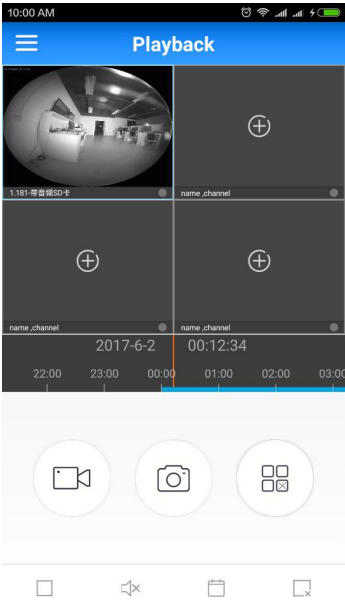 10:00 AM
Playback
1.181-带音频SD卡
name ,channel
name ,channel
name ,channel
2017-6-2 00:12:34
22:00 23:00 00:00 01:00 02:00 03:00